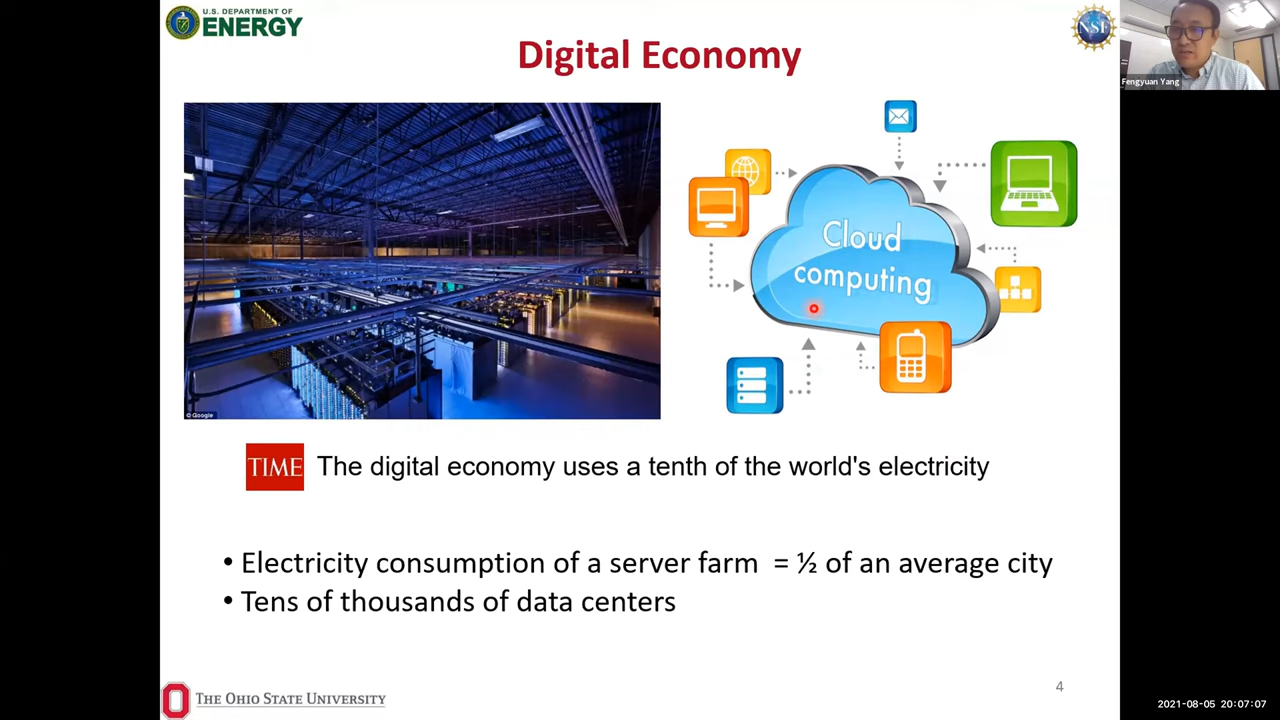 U.S. DEPARTMENT OF
ENERGY
Digital Economy
NSF
Fengyuan Yang
Cloud
computing
© Google
TIME The digital economy uses a tenth of the world's electricity
• Electricity consumption of a server farm = ½ of an average city
• Tens of thousands of data centers
THE OHIO STATE UNIVERSITY
4
2021-08-05 20:07:07